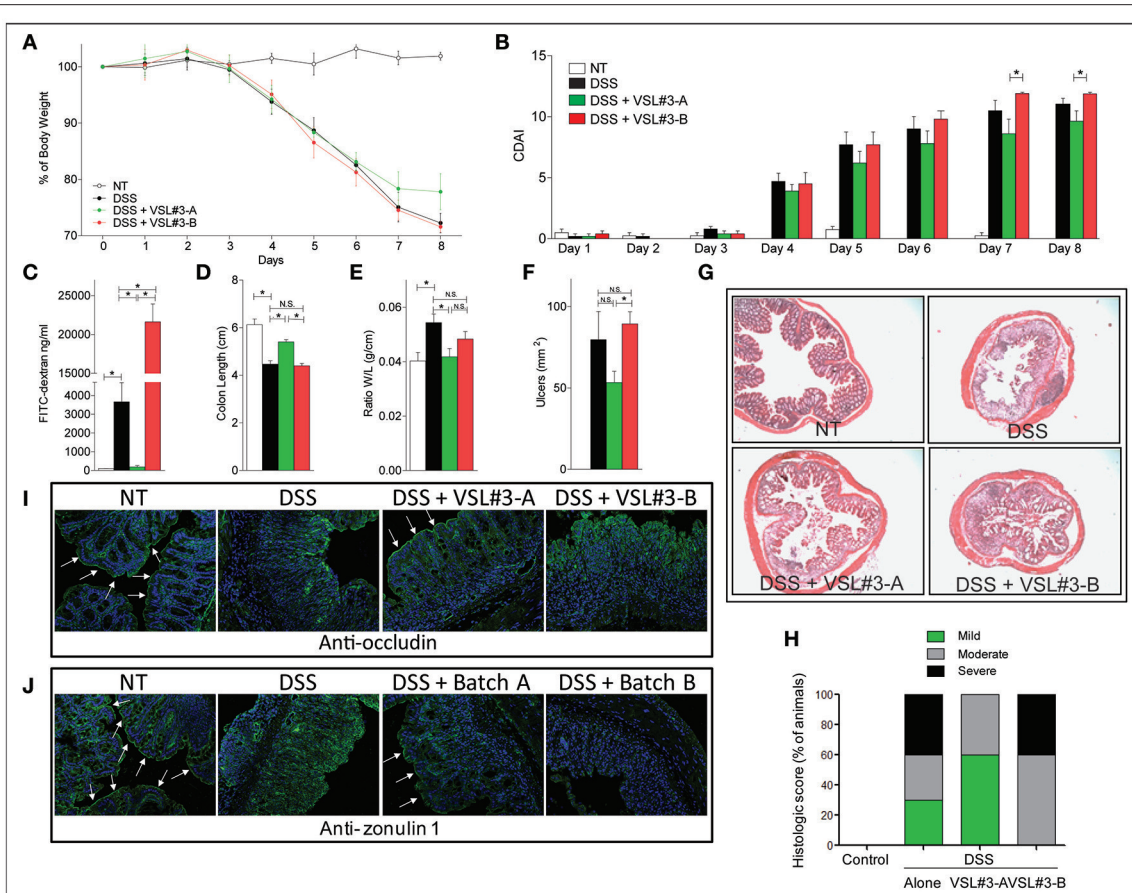 A
100
90
80
70
% of Body Weight
NT
DSS
DSS + VSL#3-A
DSS + VSL#3-B
0 1 2 3 4 5 6 7 8
Days
B
15
10
5
0
CDAI
NT
DSS
DSS + VSL#3-A
DSS + VSL#3-B
* *
Day 1 Day 2 Day 3 Day 4 Day 5 Day 6 Day 7 Day 8
C
25000
20000
15000
4000
3000
2000
1000
0
FITC-dextran ng/ml
*
* *
*
D
8
6
4
2
0
Colon Length (cm)
*
N.S.
* *
E
0.06
0.04
0.02
0.00
Ratio W/L (g/cm)
*
N.S.
* N.S.
F
100
50
0
Ulcers (mm 2)
N.S.
N.S. *
G
NT
DSS
DSS + VSL#3-A
DSS + VSL#3-B
I
NT DSS DSS + VSL#3-A DSS + VSL#3-B
Anti-occludin
J
NT DSS DSS + Batch A DSS + Batch B
Anti-zonulin 1
H
Mild
Moderate
Severe
100
80
60
40
20
0
Histologic score (% of animals)
Control DSS
Alone VSL#3-AVSL#3-B